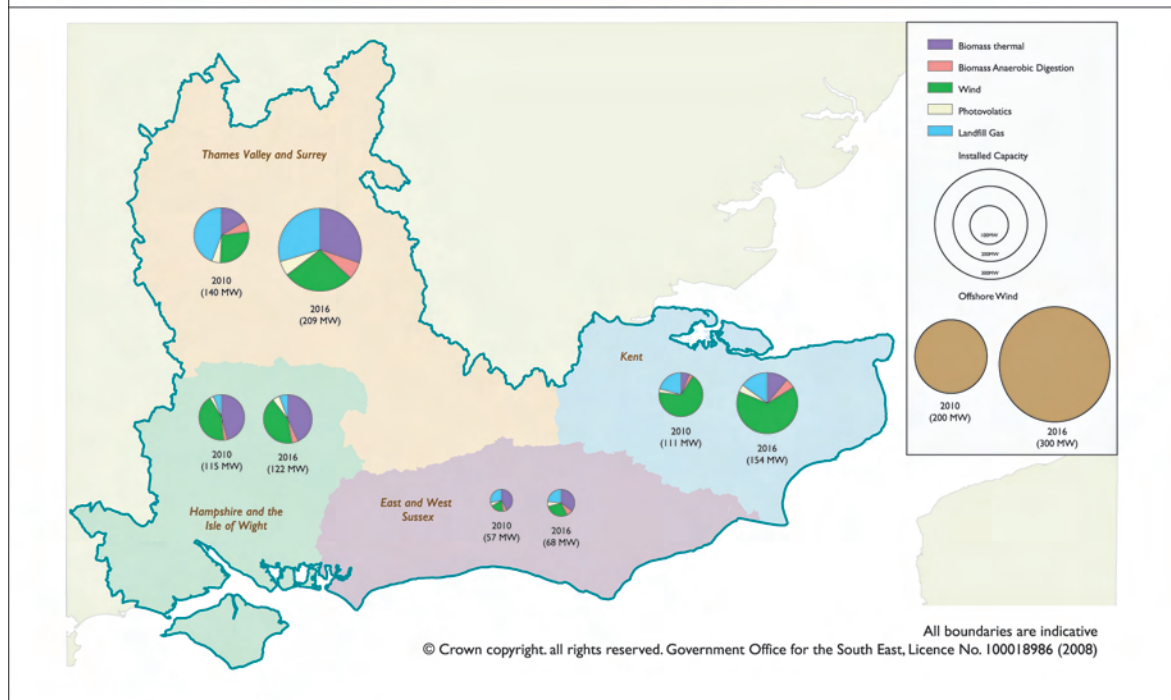 Biomass thermal
Biomass Anaerobic Digestion
Wind
Photovolatics
Landfill Gas
Installed Capacity
100MW
200MW
300MW
Offshore Wind
2010
(200 MW)
2016
(300 MW)
Thames Valley and Surrey
2010
(140 MW)
2016
(209 MW)
Kent
2010
(111 MW)
2016
(154 MW)
Hampshire and the
Isle of Wight
2010
(115 MW)
2016
(122 MW)
East and West
Sussex
2010
(57 MW)
2016
(68 MW)
All boundaries are indicative
© Crown copyright. all rights reserved. Government Office for the South East, Licence No. 100018986 (2008)